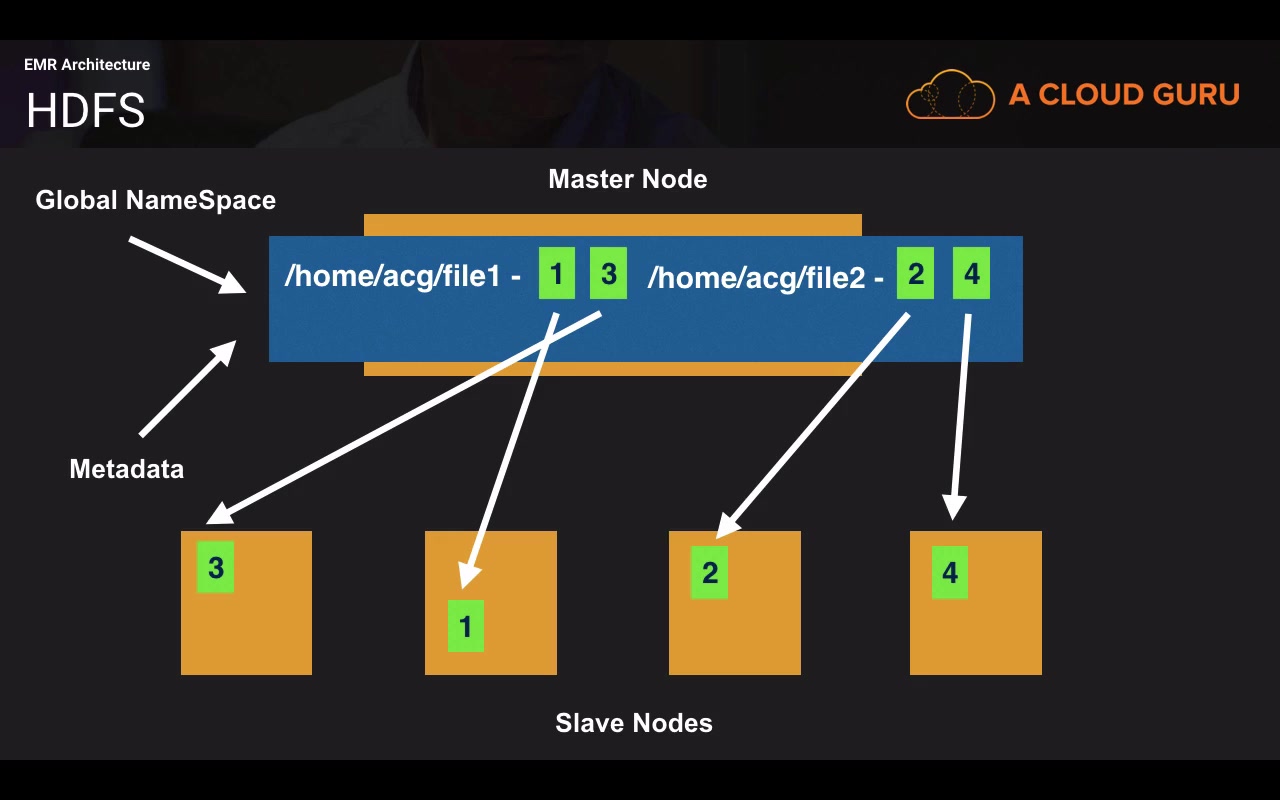 EMR Architecture
HDFS
A CLOUD GURU
Master Node
Global NameSpace
/home/acg/file1 - 1 3 /home/acg/file2 - 2 4
Metadata
3
1
2
4
Slave Nodes